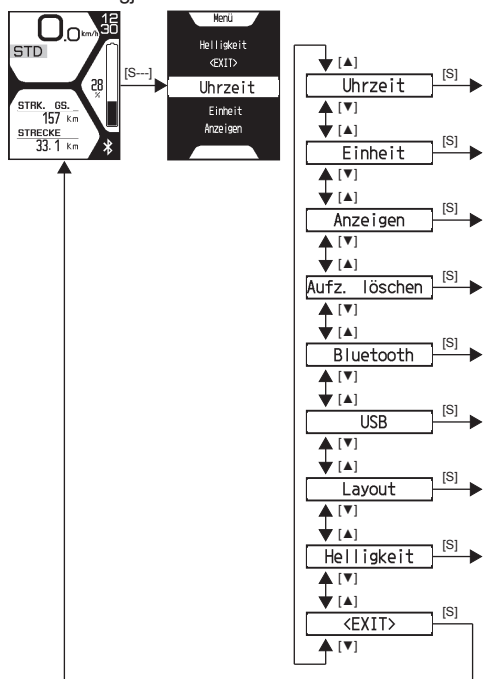 0.0 km/h
12
30
STD
28
%
STRK. GS.
157 Km
STRECKE
33.1 Km
[S---]
Menü
Helligkeit
<EXIT>
Uhrzeit
Einheit
Anzeigen
[▲]
Uhrzeit [S]
[▼]
[▲]
Einheit [S]
[▼]
[▲]
Anzeigen [S]
[▼]
[▲]
Aufz. löschen [S]
[▼]
[▲]
Bluetooth [S]
[▼]
[▲]
USB [S]
[▼]
[▲]
Layout [S]
[▼]
[▲]
Helligkeit [S]
[▼]
[▲]
<EXIT> [S]
[▼]